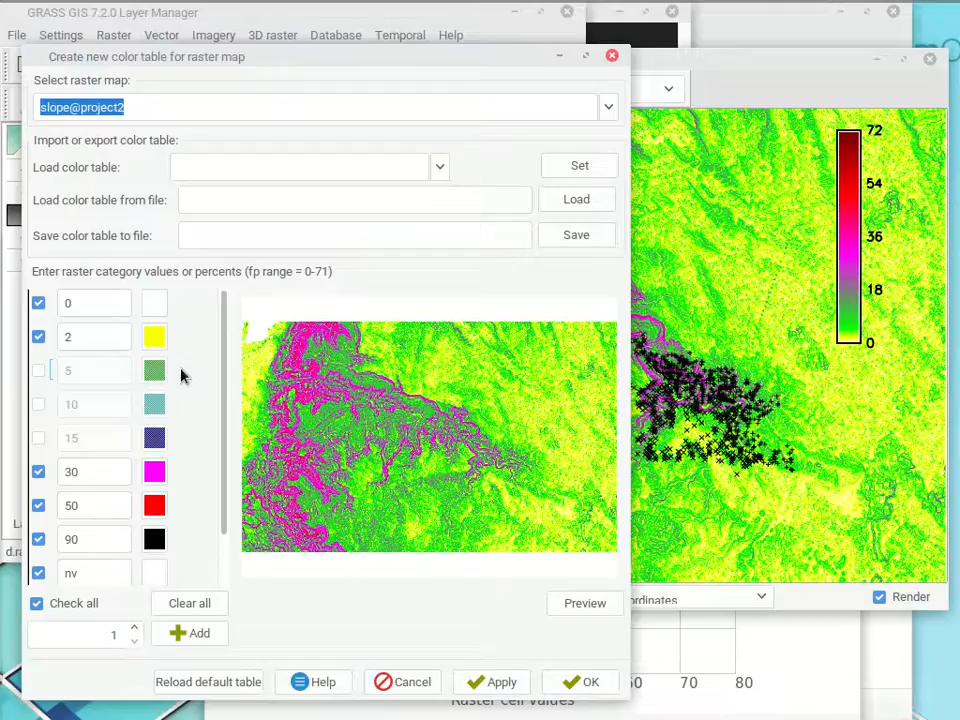 GRASS GIS 7.2.0 Layer Manager
File Settings Raster Vector Imagery 3D raster Database Temporal Help
Create new color table for raster map
Select raster map:
slope@project2
Import or export color table:
Load color table:
Set
Load color table from file:
Load
Save color table to file:
Save
Enter raster category values or percents (fp range = 0-71)
0
2
5
10
15
30
50
90
nv
Check all
Clear all
Preview
1
Add
Reload default table
Help
Cancel
Apply
OK
72
54
36
18
0
Render
70
80
Raster cell values